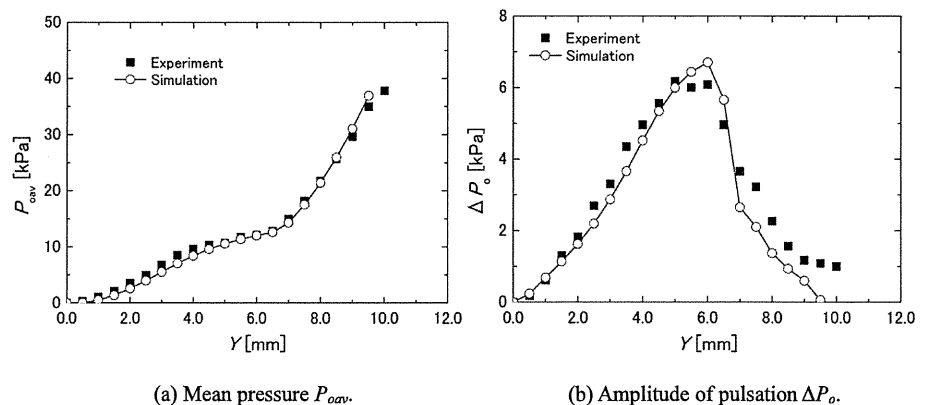 50
40
30
20
10
0
P_oav [kPa]
Experiment
Simulation
0.0 2.0 4.0 6.0 8.0 10.0 12.0
Y [mm]
(a) Mean pressure P_oav.
8
6
4
2
0
Δ P_o [kPa]
Experiment
Simulation
0.0 2.0 4.0 6.0 8.0 10.0 12.0
Y [mm]
(b) Amplitude of pulsation ΔP_o.